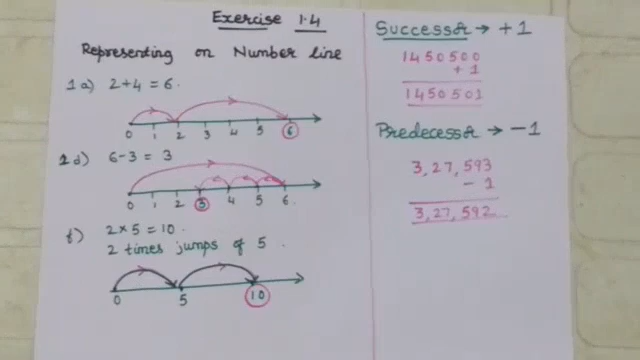 Exercise 1.4
Representing on Number line
1a) 2+4 = 6.
0 1 2 3 4 5 6
1d) 6-3 = 3
0 1 2 3 4 5 6
f) 2×5 = 10.
2 times jumps of 5.
0 5 10
Successor → +1
1450500
+1
1450501
Predecessor → -1
3,27,593
-1
3,27,592